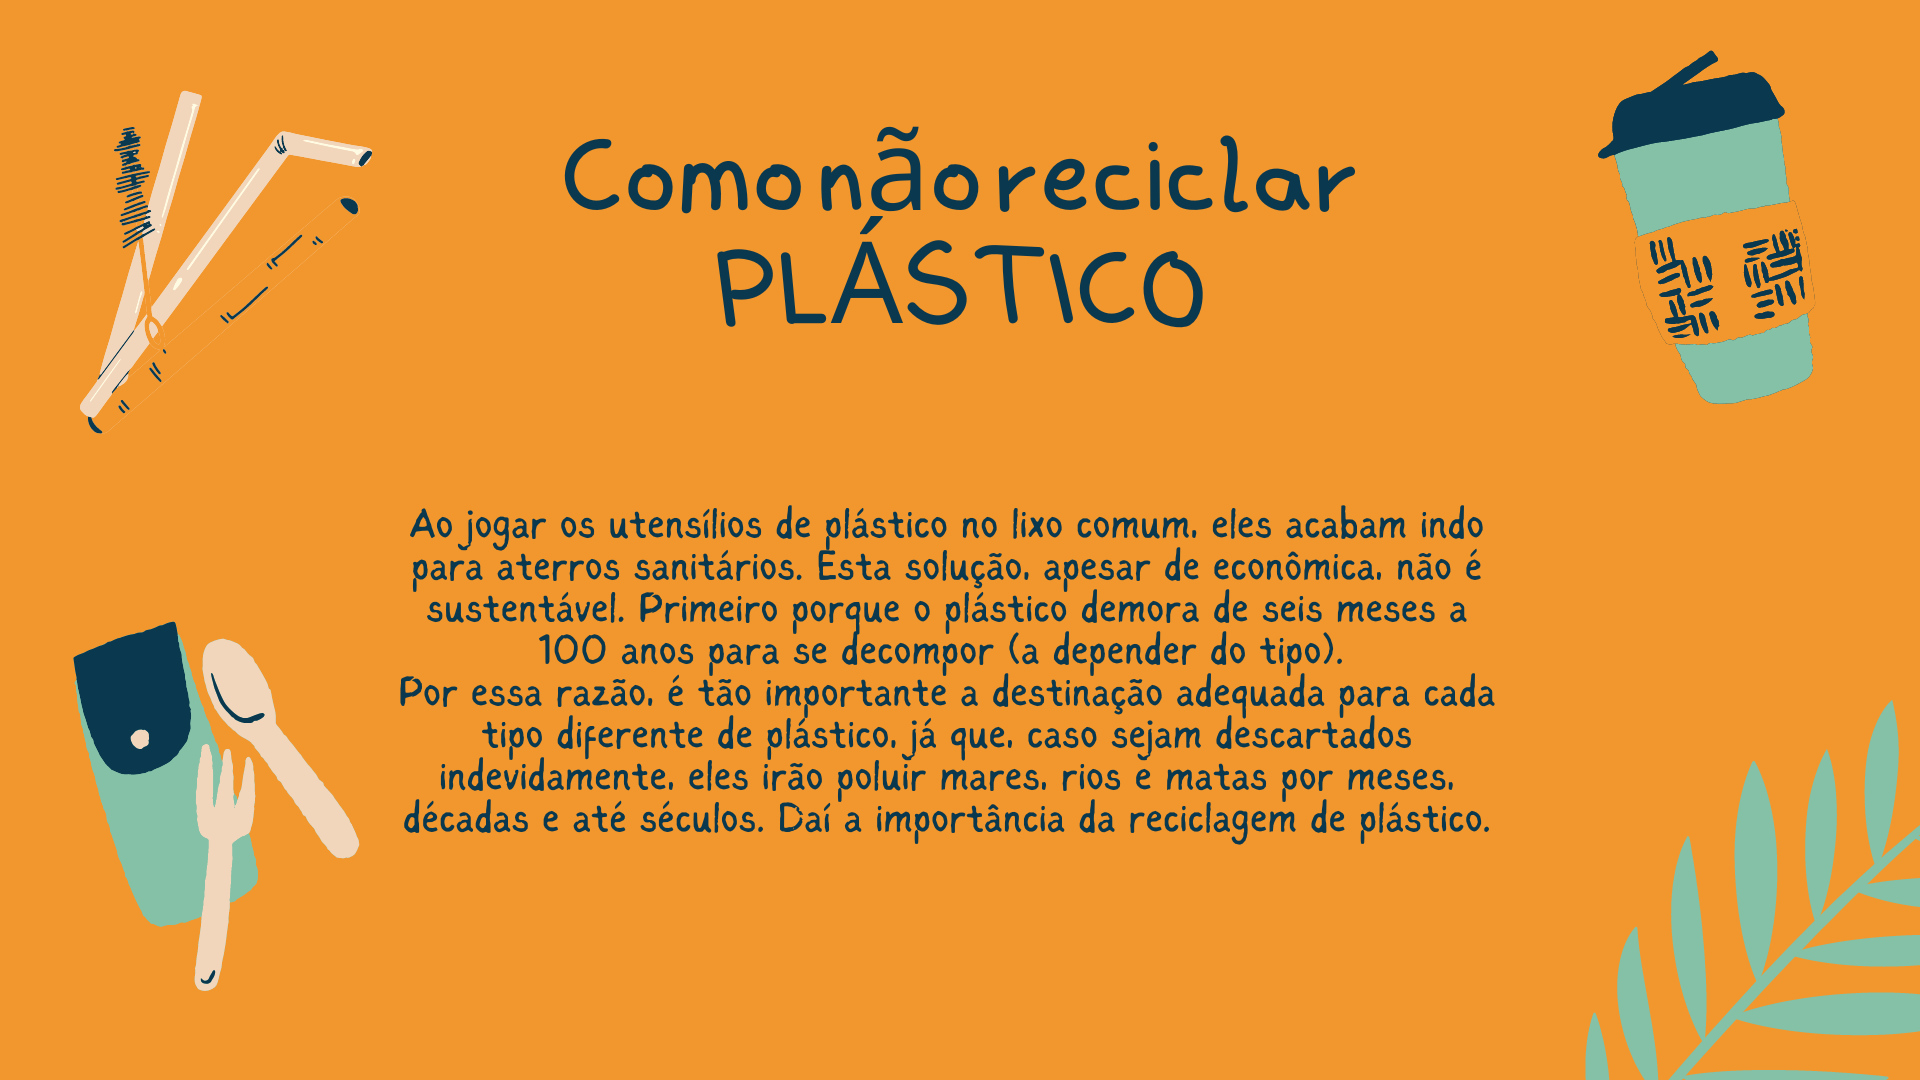 Como não reciclar
PLÁSTICO
Ao jogar os utensílios de plástico no lixo comum, eles acabam indo
para aterros sanitários. Esta solução, apesar de econômica, não é
sustentável. Primeiro porque o plástico demora de seis meses a
100 anos para se decompor (a depender do tipo).
Por essa razão, é tão importante a destinação adequada para cada
tipo diferente de plástico, já que, caso sejam descartados
indevidamente, eles irão poluir mares, rios e matas por meses,
décadas e até séculos. Daí a importância da reciclagem de plástico.